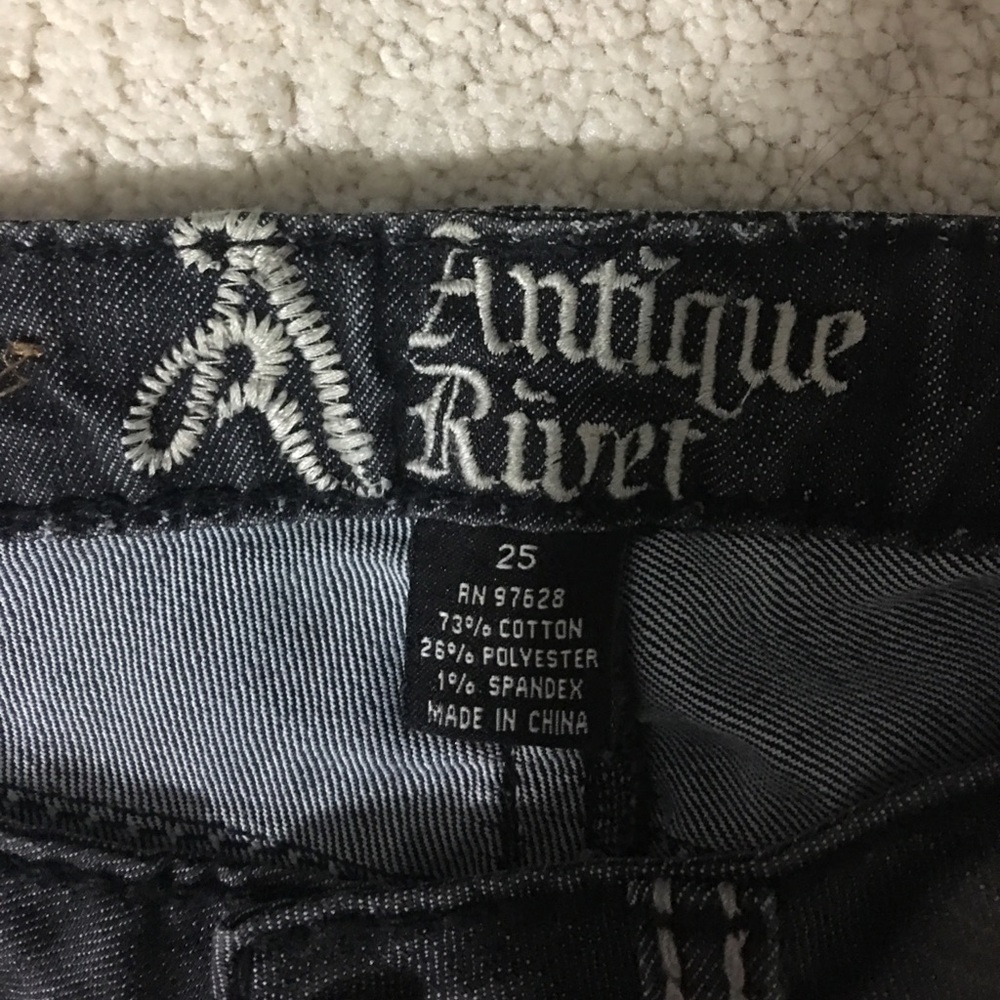 Antique
Rivet
25
RN 97628
73% COTTON
26% POLYESTER
1% SPANDEX
MADE IN CHINA